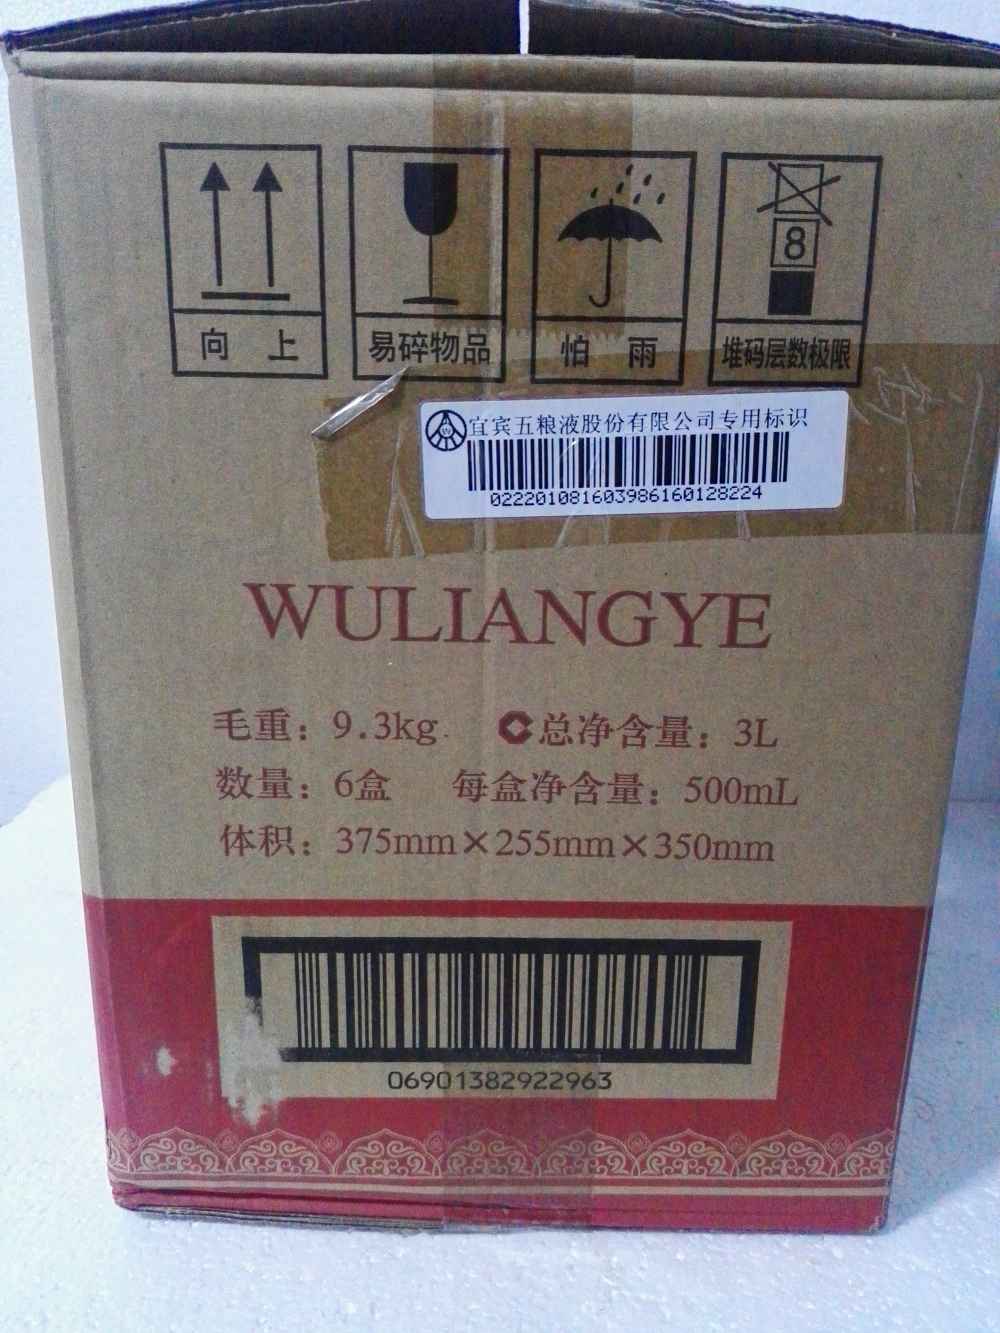 8
向上 易碎物品 怕雨 堆码层数极限
宜宾五粮液股份有限公司专用标识
022201081603986160128224
WULIANGYE
毛重：9.3kg 总净含量：3L
数量：6盒 每盒净含量：500mL
体积：375mm×255mm×350mm
06901382922963